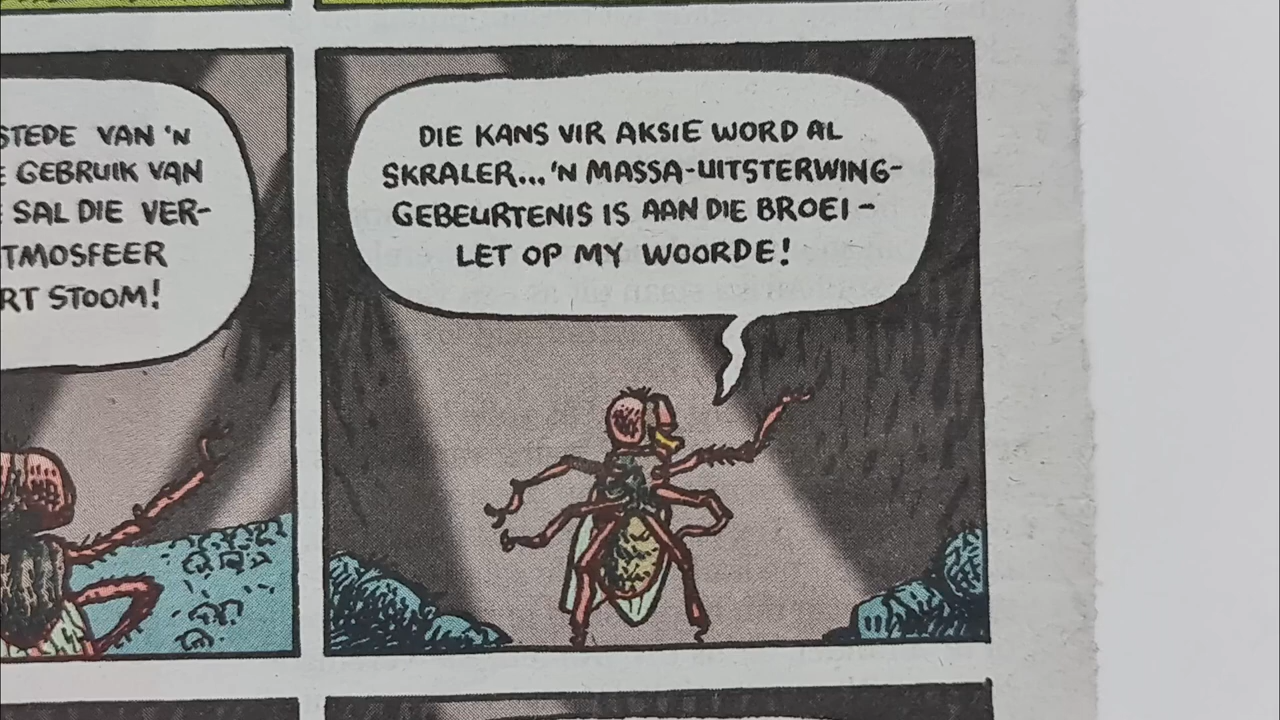 STEDE VAN 'N
GEBRUIK VAN
SAL DIE VER-
TMOSFEER
RT STOOM!
DIE KANS VIR AKSIE WORD AL
SKRALER... 'N MASSA-UITSTERWING-
GEBEURTENIS IS AAN DIE BROEI -
LET OP MY WOORDE!